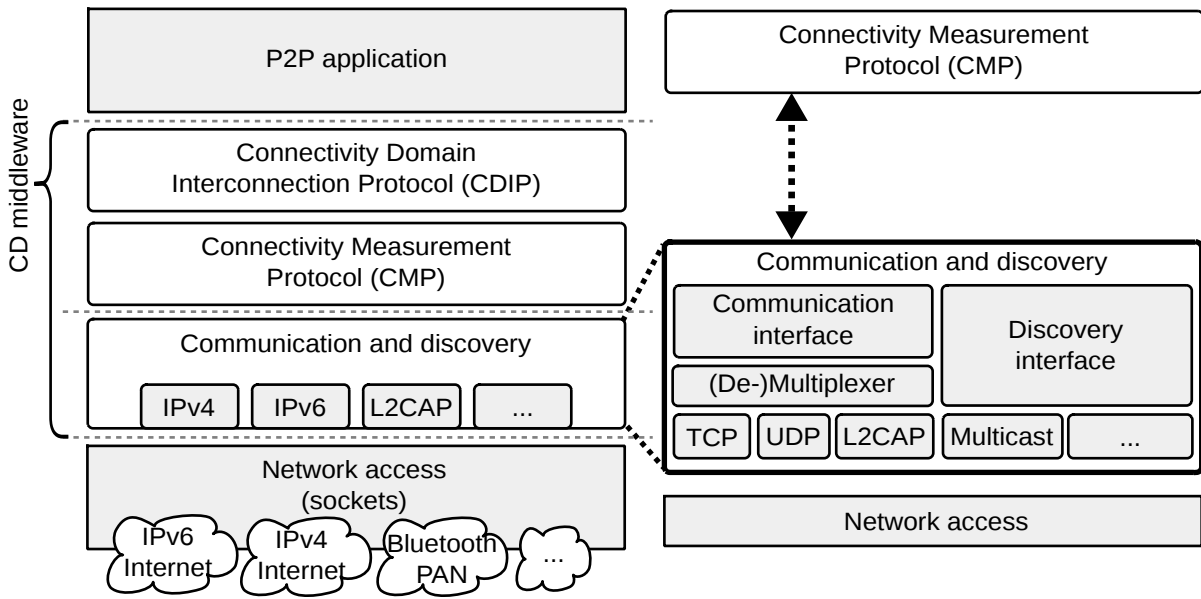 P2P application
CD middleware
Connectivity Domain
Interconnection Protocol (CDIP)
Connectivity Measurement
Protocol (CMP)
Communication and discovery
IPv4
IPv6
L2CAP
...
Network access
(sockets)
IPv6
Internet
IPv4
Internet
Bluetooth
PAN
...
Connectivity Measurement
Protocol (CMP)
Communication and discovery
Communication
interface
Discovery
interface
(De-)Multiplexer
TCP
UDP
L2CAP
Multicast
...
Network access